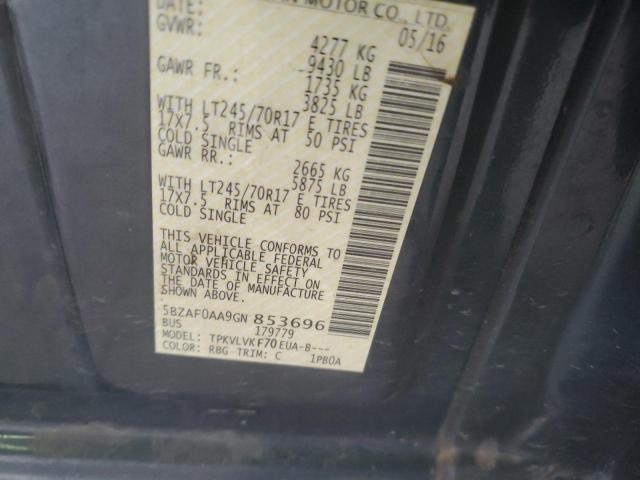 DATE:
MOTOR CO., LTD.
GVWR:
05/16
4277 KG
9430 LB
GAWR FR.:
1735 KG
3825 LB
WITH LT245/70R17 E TIRES
17X7.5 RIMS AT 50 PSI
COLD SINGLE
GAWR RR.:
2665 KG
5875 LB
WITH LT245/70R17 E TIRES
17X7.5 RIMS AT 80 PSI
COLD SINGLE
THIS VEHICLE CONFORMS TO
ALL APPLICABLE FEDERAL
MOTOR VEHICLE SAFETY
STANDARDS IN EFFECT ON
THE DATE OF MANUFACTURE
SHOWN ABOVE.
5BZAF0AA9GN 853696
BUS 179779
MODEL: TPKVLVKF70EUA-B---
COLOR: RBG TRIM: C 1PB0A